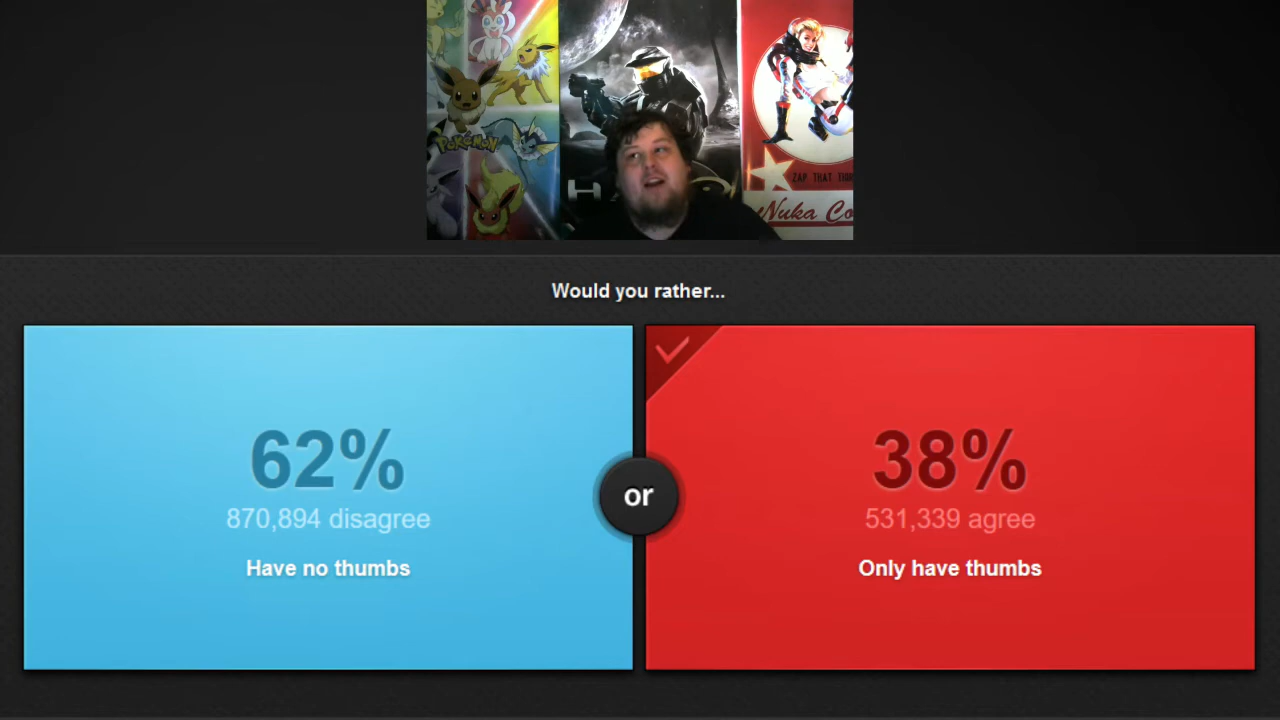 POKéMON
H
ZAP THAT THIR
Nuka Co
Would you rather...
62%
870,894 disagree
Have no thumbs
or
38%
531,339 agree
Only have thumbs